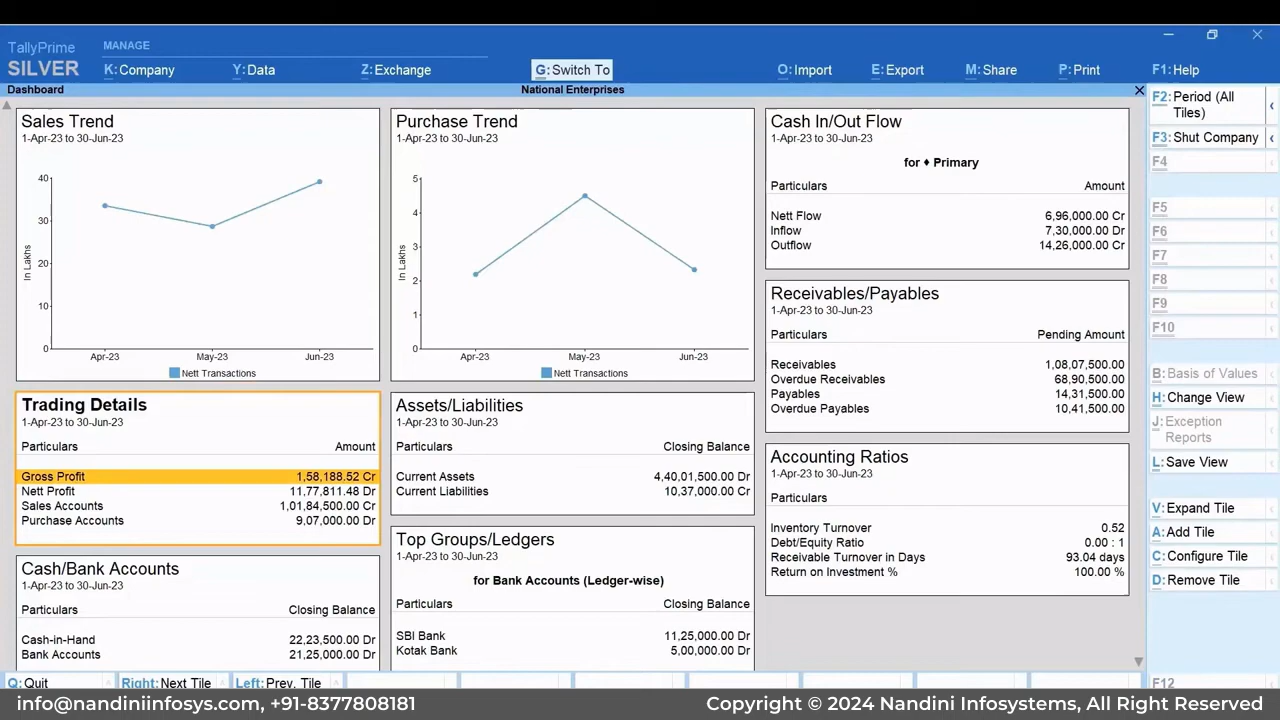 TallyPrime
SILVER
MANAGE
K:Company
Y:Data
Z:Exchange
G:Switch To
O:Import
E:Export
M:Share
P:Print
F1:Help
Dashboard
National Enterprises
Sales Trend
1-Apr-23 to 30-Jun-23
40
30
20
10
0
In Lakhs
Apr-23 May-23 Jun-23
Nett Transactions
Purchase Trend
1-Apr-23 to 30-Jun-23
5
4
3
2
1
0
In Lakhs
Apr-23 May-23 Jun-23
Nett Transactions
Cash In/Out Flow
1-Apr-23 to 30-Jun-23
for ♦ Primary
Particulars Amount
Nett Flow 6,96,000.00 Cr
Inflow 7,30,000.00 Dr
Outflow 14,26,000.00 Cr
Receivables/Payables
1-Apr-23 to 30-Jun-23
Particulars Pending Amount
Receivables 1,08,07,500.00
Overdue Receivables 68,90,500.00
Payables 14,31,500.00
Overdue Payables 10,41,500.00
Trading Details
1-Apr-23 to 30-Jun-23
Particulars Amount
Gross Profit 1,58,188.52 Cr
Nett Profit 11,77,811.48 Dr
Sales Accounts 1,01,84,500.00 Cr
Purchase Accounts 9,07,000.00 Dr
Assets/Liabilities
1-Apr-23 to 30-Jun-23
Particulars Closing Balance
Current Assets 4,40,01,500.00 Dr
Current Liabilities 10,37,000.00 Cr
Accounting Ratios
1-Apr-23 to 30-Jun-23
Particulars
Inventory Turnover 0.52
Debt/Equity Ratio 0.00 : 1
Receivable Turnover in Days 93.04 days
Return on Investment % 100.00 %
Cash/Bank Accounts
1-Apr-23 to 30-Jun-23
Particulars Closing Balance
Cash-in-Hand 22,23,500.00 Dr
Bank Accounts 21,25,000.00 Dr
Top Groups/Ledgers
1-Apr-23 to 30-Jun-23
for Bank Accounts (Ledger-wise)
Particulars Closing Balance
SBI Bank 11,25,000.00 Dr
Kotak Bank 5,00,000.00 Dr
F2:Period (All
Tiles)
F3:Shut Company
F4
F5
F6
F7
F8
F9
F10
B:Basis of Values
H:Change View
J:Exception
Reports
L:Save View
V:Expand Tile
A:Add Tile
C:Configure Tile
D:Remove Tile
F12
Q:Quit
Right:Next Tile
Left:Prev. Tile
info@nandiniinfosys.com, +91-8377808181
Copyright © 2024 Nandini Infosystems, All Right Reserved